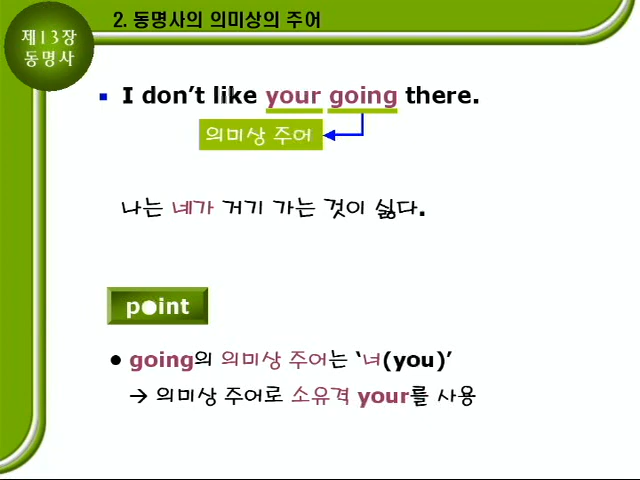 제13장
동명사
2. 동명사의 의미상의 주어
▪ I don't like your going there.
의미상 주어
나는 네가 거기 가는 것이 싫다.
point
● going의 의미상 주어는 ‘너(you)’
→ 의미상 주어로 소유격 your를 사용